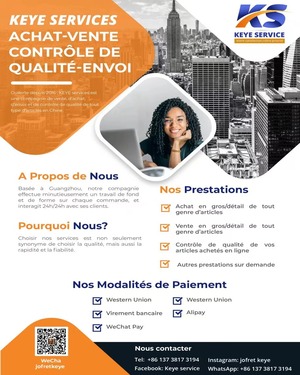 KEYE SERVICES
ACHAT-VENTE
CONTRÔLE DE
QUALITÉ-ENVOI
KS
KEYE SERVICE
A Propos de Nous
Basée à Guangzhou, notre compagnie
effectue minutieusement un travail de fond
et de forme sur chaque commande, et
interagit 24h/24h avec ses clients.
Pourquoi Nous?
Choisir nos services est non seulement
synonyme de choisir la qualité, mais aussi la
rapidité et la fiabilité.
Nos Prestations
Achat en gros/détail de tout
genre d'articles
Vente en gros/détail de tout
genre d'articles
Contrôle de qualité de vos
articles achetés en ligne
Autres prestations sur demande
Nos Modalités de Paiement
Western Union
Virement bancaire
WeChat Pay
Western Union
Alipay
WeCha
jofretkeye
Nous contacter
Tel: +86 137 3817 3194
Facebook: Keye service
Instagram: jofret keye
WhatsApp: +86 137 3817 3194